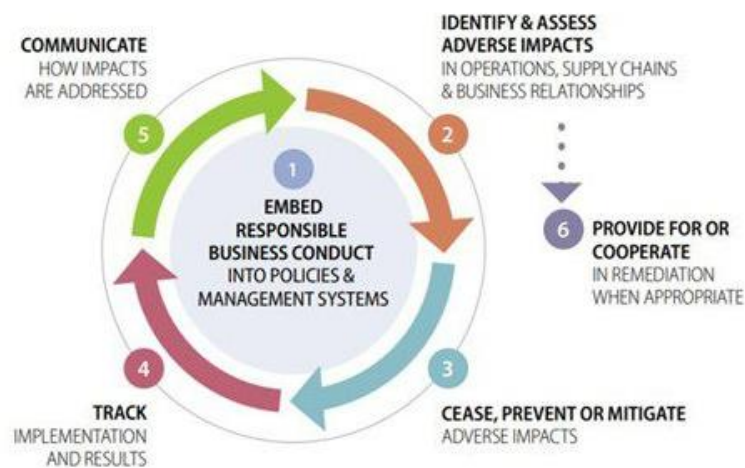 COMMUNICATE
HOW IMPACTS
ARE ADDRESSED
5
IDENTIFY & ASSESS
ADVERSE IMPACTS
IN OPERATIONS, SUPPLY CHAINS
& BUSINESS RELATIONSHIPS
2
1
EMBED
RESPONSIBLE
BUSINESS CONDUCT
INTO POLICIES &
MANAGEMENT SYSTEMS
6
PROVIDE FOR OR
COOPERATE
IN REMEDIATION
WHEN APPROPRIATE
4
TRACK
IMPLEMENTATION
AND RESULTS
3
CEASE, PREVENT OR MITIGATE
ADVERSE IMPACTS